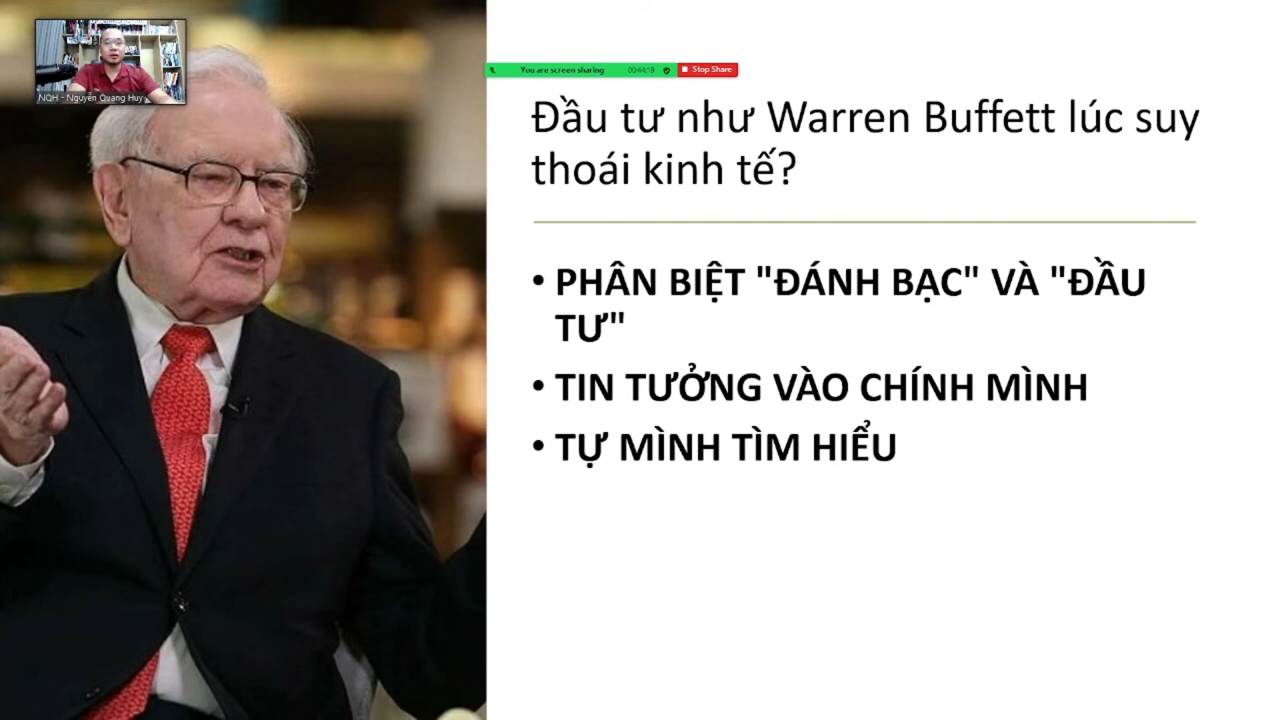 NQH - Nguyễn Quang Huy
You are screen sharing
Stop Share
Đầu tư như Warren Buffett lúc suy
thoái kinh tế?
• PHÂN BIỆT "ĐÁNH BẠC" VÀ "ĐẦU
TƯ"
• TIN TƯỞNG VÀO CHÍNH MÌNH
• TỰ MÌNH TÌM HIỂU